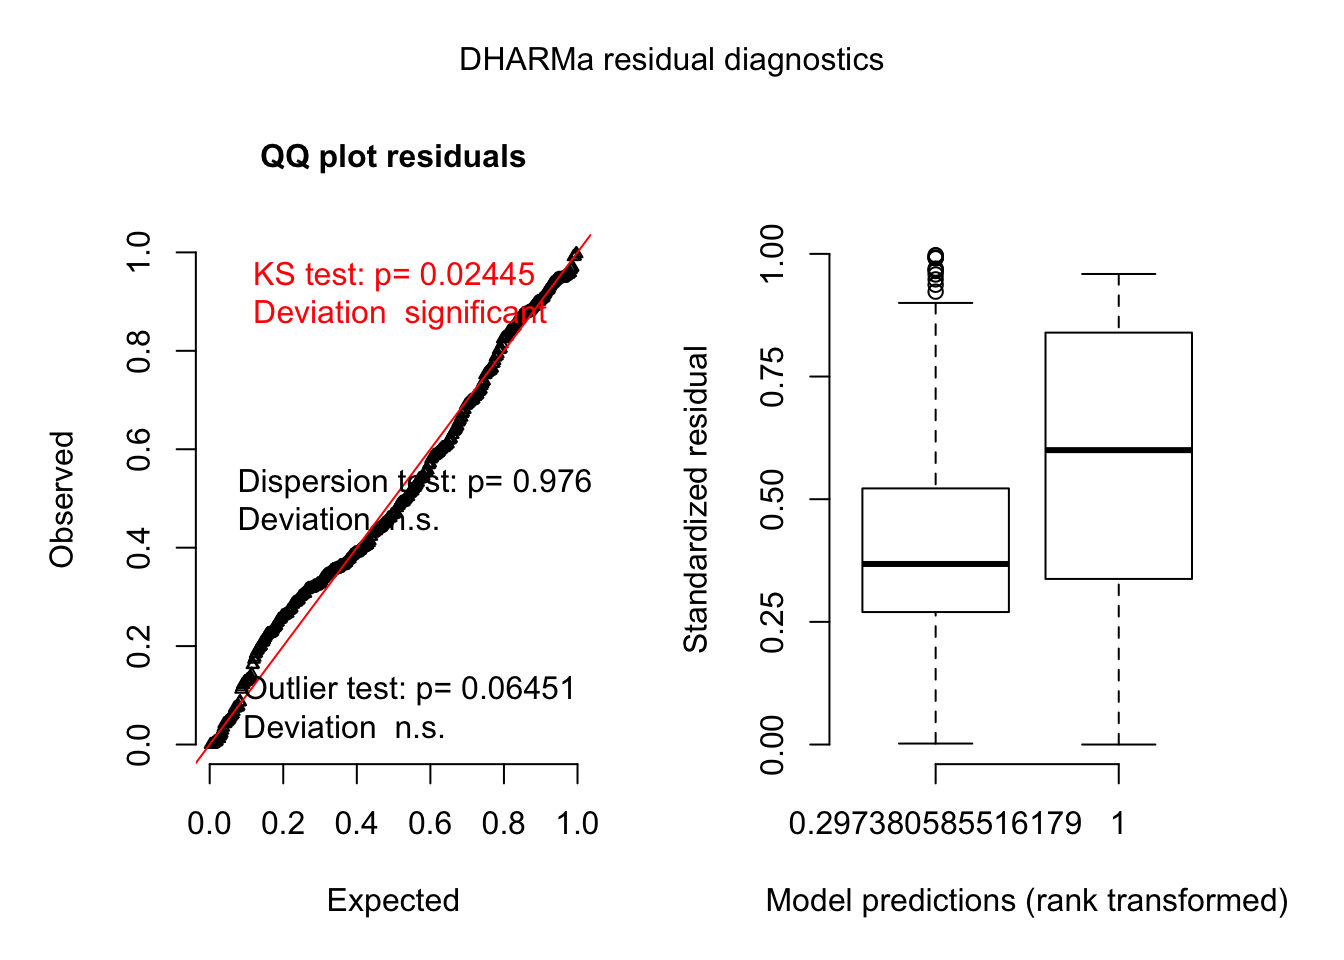 DHARMa residual diagnostics
QQ plot residuals
KS test: p= 0.02445
Deviation  significant
Dispersion test: p= 0.976
Deviation  n.s.
Outlier test: p= 0.06451
Deviation  n.s.
Observed
0.0 0.2 0.4 0.6 0.8 1.0
0.0 0.2 0.4 0.6 0.8 1.0
Expected
Standardized residual
0.00 0.25 0.50 0.75 1.00
0.297380585516179 1
Model predictions (rank transformed)